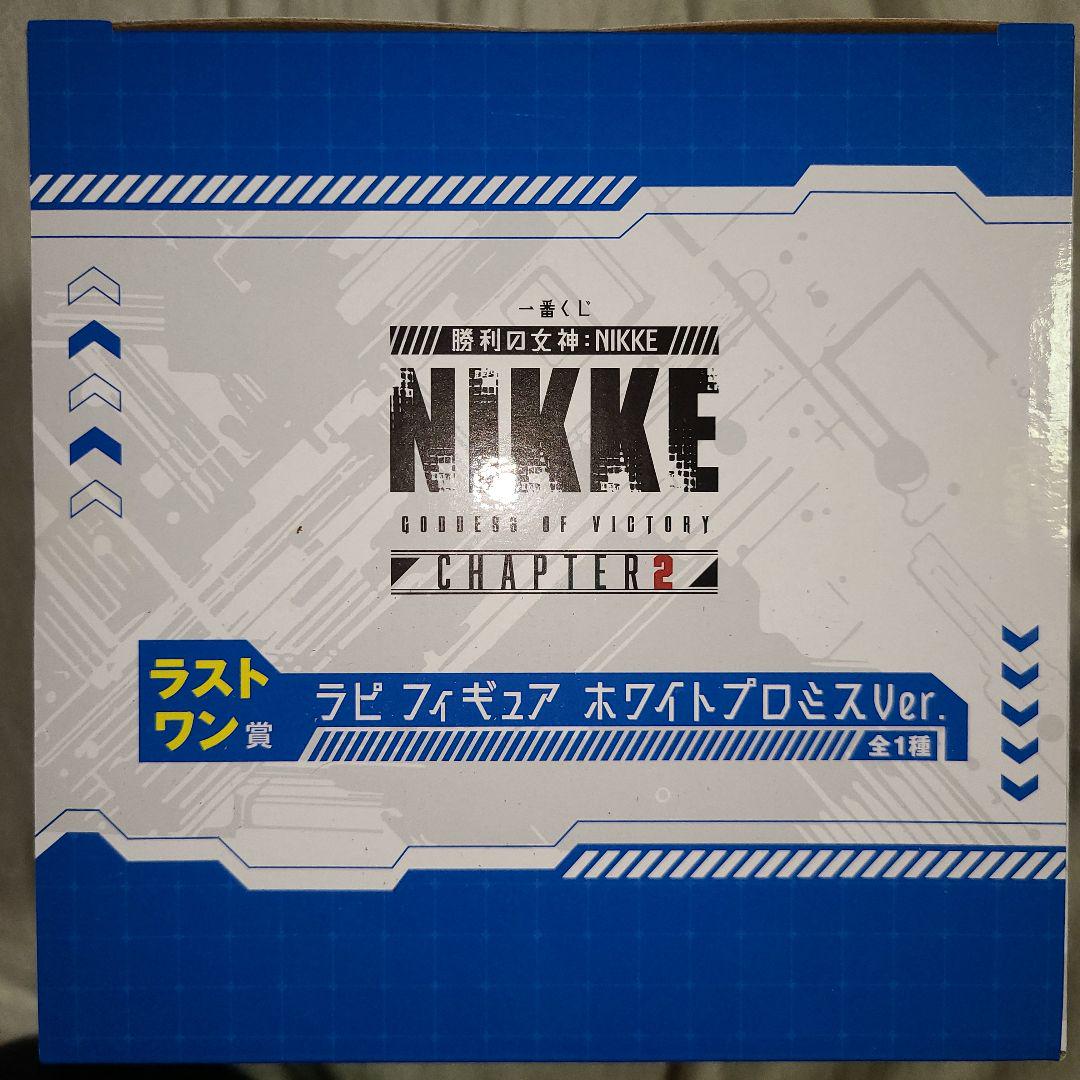 一番くじ
勝利の女神：NIKKE
NIKKE
GODDESS OF VICTORY
CHAPTER 2
ラスト
ワン賞
ラピ フィギュア ホワイトプロミスVer.
全1種